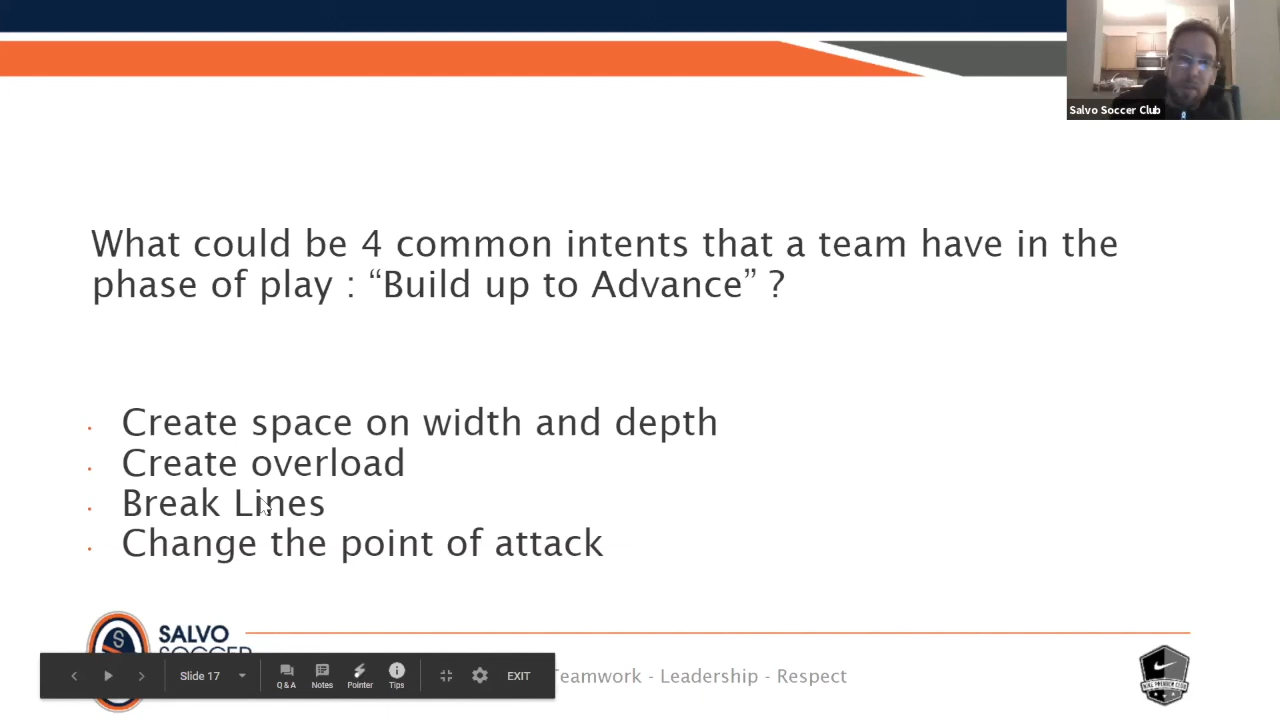 Salvo Soccer Club
What could be 4 common intents that a team have in the
phase of play : “Build up to Advance” ?
· Create space on width and depth
· Create overload
· Break Lines
· Change the point of attack
SALVO
SOCCER
Teamwork - Leadership - Respect
Slide 17
Q & A
Notes
Pointer
Tips
EXIT